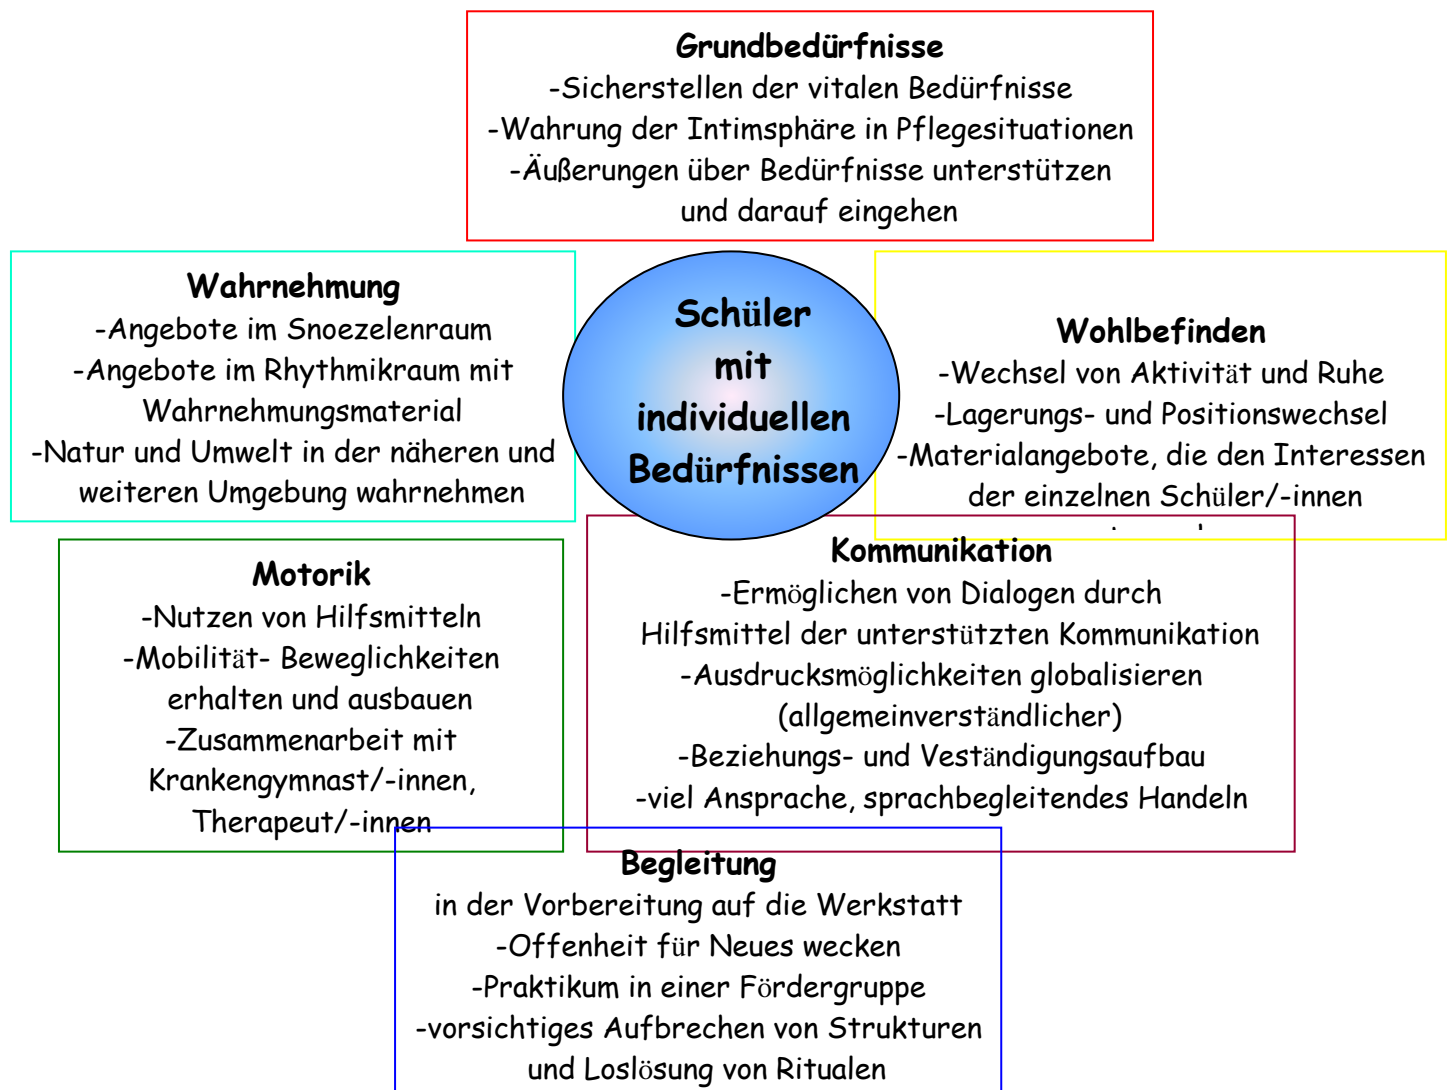 Grundbedürfnisse
-Sicherstellen der vitalen Bedürfnisse
-Wahrung der Intimsphäre in Pflegesituationen
-Äußerungen über Bedürfnisse unterstützen
und darauf eingehen
Wahrnehmung
-Angebote im Snoezelenraum
-Angebote im Rhythmikraum mit
Wahrnehmungsmaterial
-Natur und Umwelt in der näheren und
weiteren Umgebung wahrnehmen
Schüler
mit
individuellen
Bedürfnissen
Wohlbefinden
-Wechsel von Aktivität und Ruhe
-Lagerungs- und Positionswechsel
-Materialangebote, die den Interessen
der einzelnen Schüler/-innen
Motorik
-Nutzen von Hilfsmitteln
-Mobilität- Beweglichkeiten
erhalten und ausbauen
-Zusammenarbeit mit
Krankengymnast/-innen,
Therapeut/-innen
Kommunikation
-Ermöglichen von Dialogen durch
Hilfsmittel der unterstützten Kommunikation
-Ausdrucksmöglichkeiten globalisieren
(allgemeinverständlicher)
-Beziehungs- und Veständigungsaufbau
-viel Ansprache, sprachbegleitendes Handeln
Begleitung
in der Vorbereitung auf die Werkstatt
-Offenheit für Neues wecken
-Praktikum in einer Fördergruppe
-vorsichtiges Aufbrechen von Strukturen
und Loslösung von Ritualen